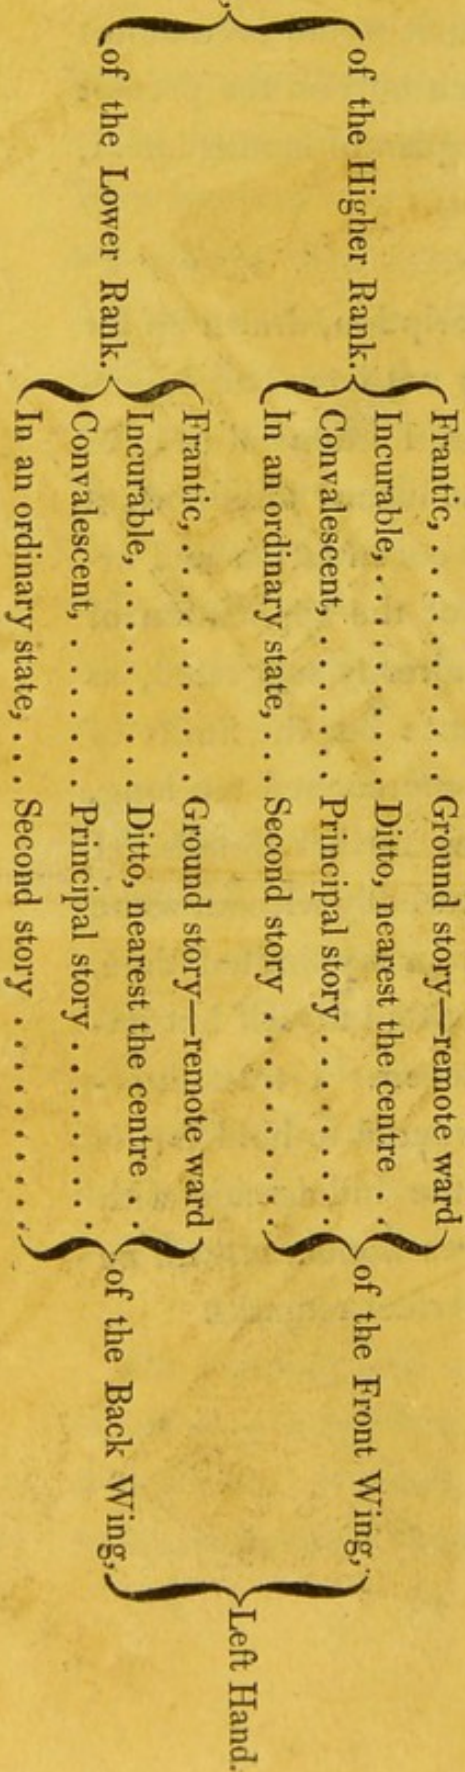 of the Higher Rank.
Frantic, . . . . . . . . . . . . Ground story—remote ward
Incurable, . . . . . . . . . . . Ditto, nearest the centre . .
Convalescent, . . . . . . . . Principal story . . . . . . . . .
In an ordinary state, . . . Second story . . . . . . . . . .
of the Front Wing,
of the Lower Rank.
Frantic, . . . . . . . . . . . . Ground story—remote ward
Incurable, . . . . . . . . . . . Ditto, nearest the centre . .
Convalescent, . . . . . . . . Principal story . . . . . . . . .
In an ordinary state, . . . Second story . . . . . . . . . .
of the Back Wing,
Left Hand.